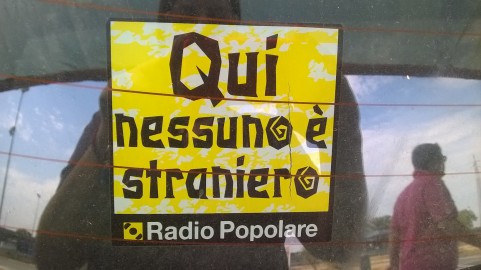 Qui
nessuno è
straniero
Radio Popolare